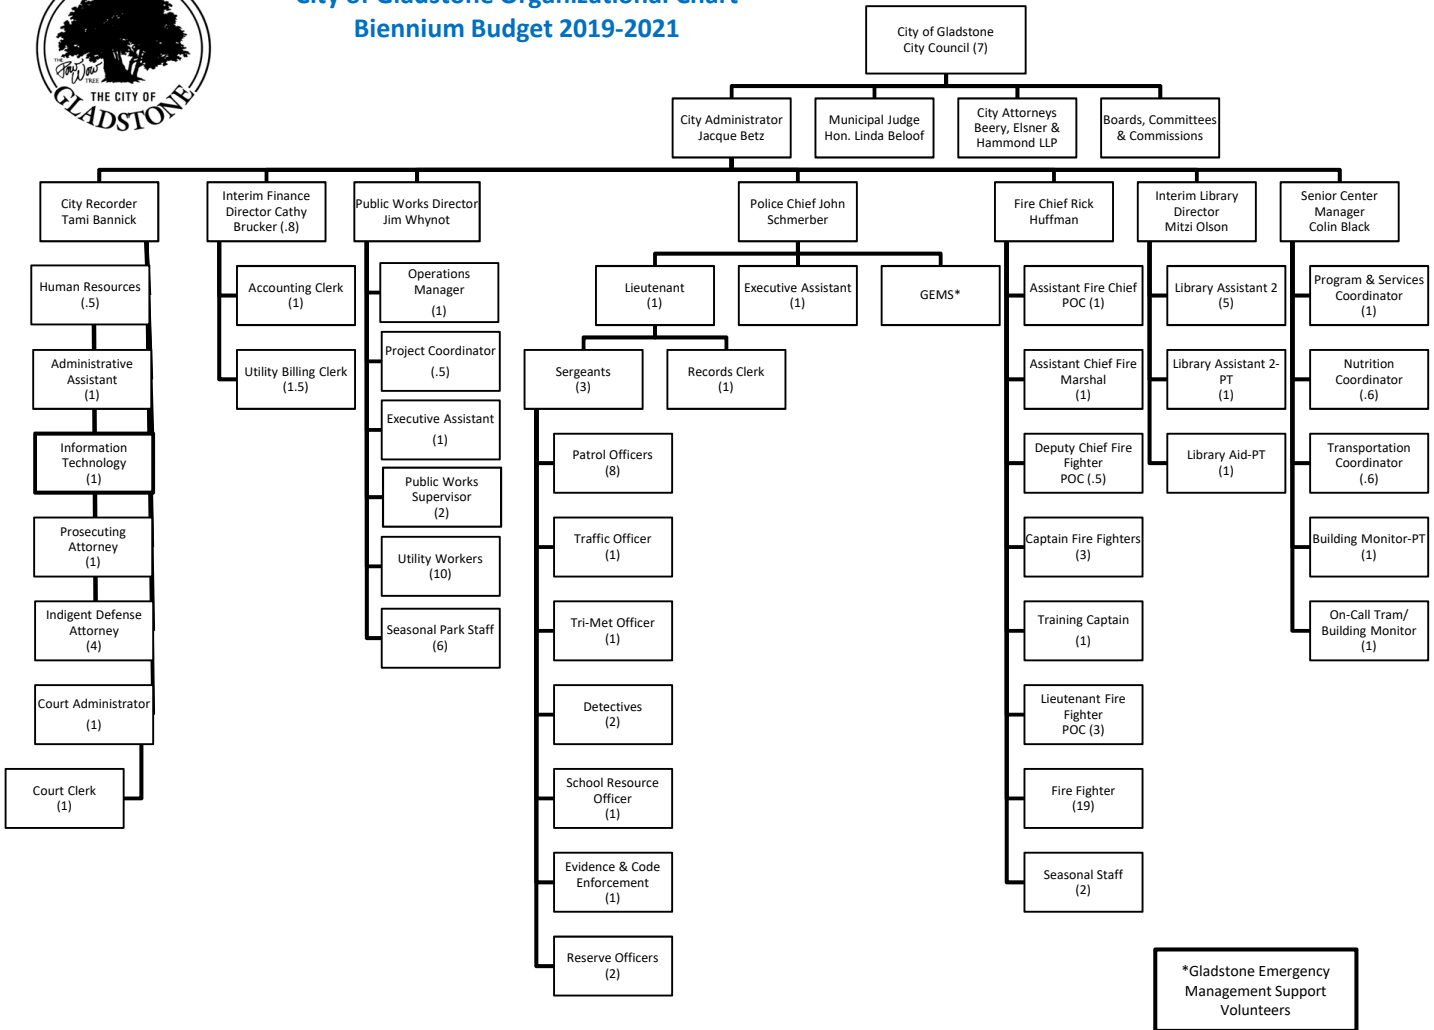 City of Gladstone Organizational Chart
Biennium Budget 2019-2021
THE
Pow Wow
TREE
THE CITY OF
GLADSTONE
City of Gladstone
City Council (7)
City Administrator
Jacque Betz
Municipal Judge
Hon. Linda Beloof
City Attorneys
Beery, Elsner &
Hammond LLP
Boards, Committees
& Commissions
City Recorder
Tami Bannick
Interim Finance
Director Cathy
Brucker (.8)
Public Works Director
Jim Whynot
Police Chief John
Schmerber
Fire Chief Rick
Huffman
Interim Library
Director
Mitzi Olson
Senior Center
Manager
Colin Black
Human Resources
(.5)
Administrative
Assistant
(1)
Information
Technology
(1)
Prosecuting
Attorney
(1)
Indigent Defense
Attorney
(4)
Court Administrator
(1)
Court Clerk
(1)
Accounting Clerk
(1)
Utility Billing Clerk
(1.5)
Operations
Manager
(1)
Project Coordinator
(.5)
Executive Assistant
(1)
Public Works
Supervisor
(2)
Utility Workers
(10)
Seasonal Park Staff
(6)
Lieutenant
(1)
Executive Assistant
(1)
GEMS*
Sergeants
(3)
Records Clerk
(1)
Patrol Officers
(8)
Traffic Officer
(1)
Tri-Met Officer
(1)
Detectives
(2)
School Resource
Officer
(1)
Evidence & Code
Enforcement
(1)
Reserve Officers
(2)
Assistant Fire Chief
POC (1)
Assistant Chief Fire
Marshal
(1)
Deputy Chief Fire
Fighter
POC (.5)
Captain Fire Fighters
(3)
Training Captain
(1)
Lieutenant Fire
Fighter
POC (3)
Fire Fighter
(19)
Seasonal Staff
(2)
Library Assistant 2
(5)
Library Assistant 2-
PT
(1)
Library Aid-PT
(1)
Program & Services
Coordinator
(1)
Nutrition
Coordinator
(.6)
Transportation
Coordinator
(.6)
Building Monitor-PT
(1)
On-Call Tram/
Building Monitor
(1)
*Gladstone Emergency
Management Support
Volunteers